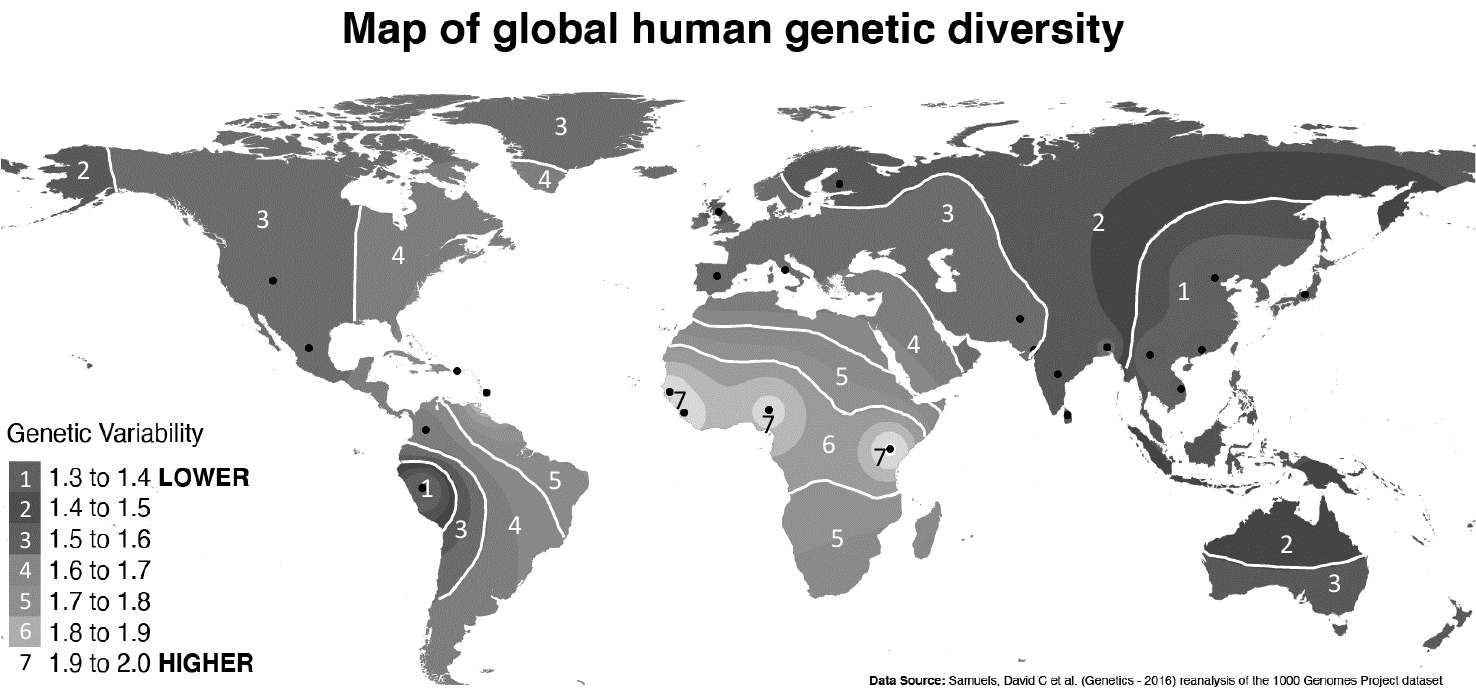 Map of global human genetic diversity
3
2
4
3
3
2
4
1
4
5
7
7
6
7
1
5
3
4
5
2
3
Genetic Variability
1 1.3 to 1.4 LOWER
2 1.4 to 1.5
3 1.5 to 1.6
4 1.6 to 1.7
5 1.7 to 1.8
6 1.8 to 1.9
7 1.9 to 2.0 HIGHER
Data Source: Samuels, David C et al. (Genetics - 2016) reanalysis of the 1000 Genomes Project dataset